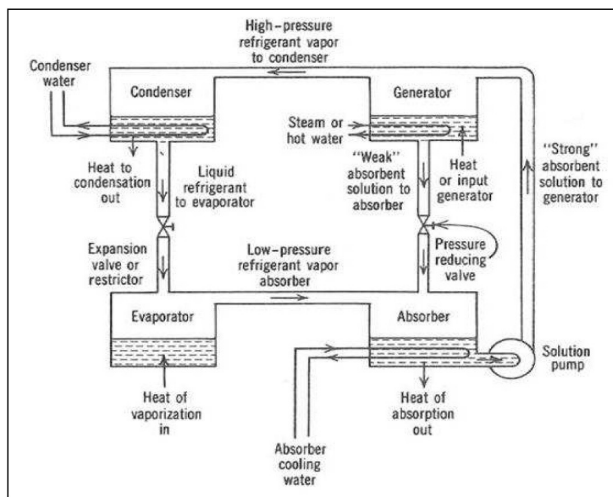 High-pressure
refrigerant vapor
to condenser
Condenser
water
Condenser
Generator
Steam or
hot water
Heat to
condensation
out
Liquid
refrigerant
to evaporator
"Weak"
absorbent
solution to
absorber
Heat
or input
generator
"Strong"
absorbent
solution to
generator
Expansion
valve or
restrictor
Low-pressure
refrigerant vapor
absorber
Pressure
reducing
valve
Evaporator
Absorber
Solution
pump
Heat of
vaporization
in
Heat of
absorption
out
Absorber
cooling
water